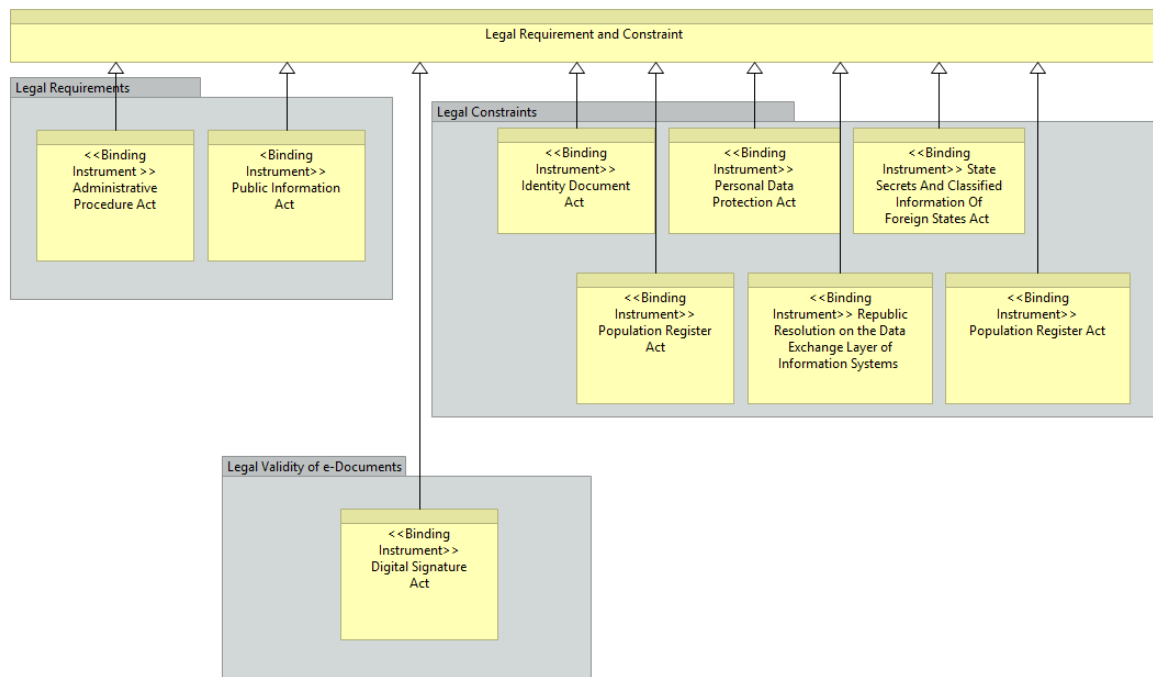 Legal Requirement and Constraint
Legal Requirements
<<Binding
Instrument >>
Administrative
Procedure Act
<Binding
Instrument>>
Public Information
Act
Legal Constraints
<<Binding
Instrument>>
Identity Document
Act
<<Binding
Instrument>>
Personal Data
Protection Act
<<Binding
Instrument>> State
Secrets And Classified
Information Of
Foreign States Act
<<Binding
Instrument>>
Population Register
Act
<<Binding
Instrument>> Republic
Resolution on the Data
Exchange Layer of
Information Systems
<<Binding
Instrument>>
Population Register Act
Legal Validity of e-Documents
<<Binding
Instrument>>
Digital Signature
Act